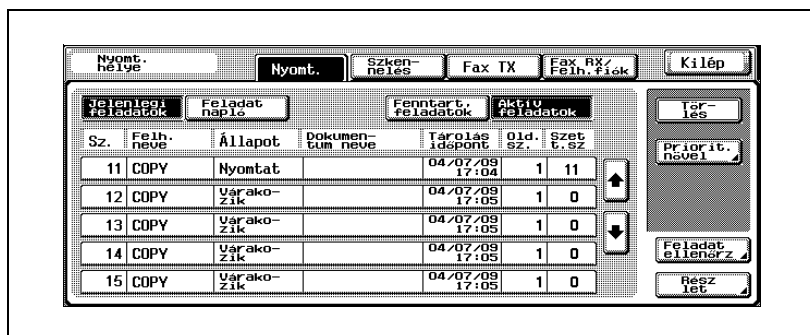 Nyomt.
helye
Nyomt.
Szken-
nelés
Fax TX
Fax RX/
Felh.fiók
Kilép
Jelenlegi
feladatok
Feladat
napló
Fenntart.
feladatok
Aktív
feladatok
Tör-
lés
Sz.
Felh.
neve
Állapot
Dokumen-
tum neve
Tárolás
időpont
Old.
sz.
Szet
t.sz
Priorit.
növel
11 COPY Nyomtat 04/07/09
17:04 1 11
12 COPY Várako-
zik 04/07/09
17:05 1 0
13 COPY Várako-
zik 04/07/09
17:05 1 0
14 COPY Várako-
zik 04/07/09
17:05 1 0
Feladat
ellenőrz
15 COPY Várako-
zik 04/07/09
17:05 1 0
Rész
let